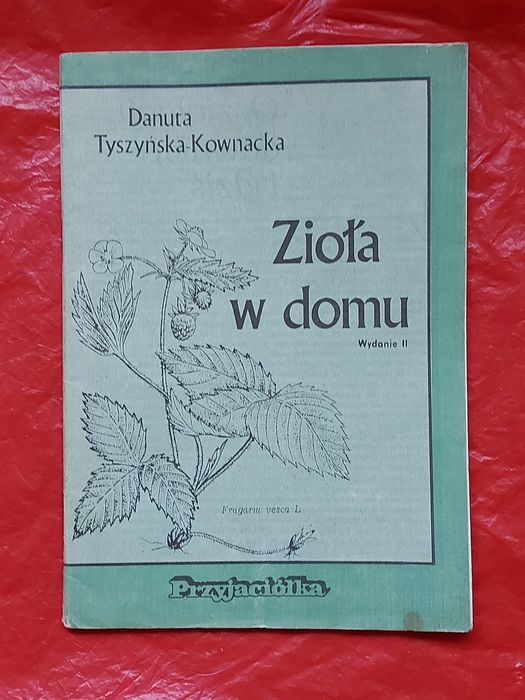 Danuta
Tyszyńska-Kownacka
Zioła
w domu
Wydanie II
Fragaria vesca L
Przyjaciółka